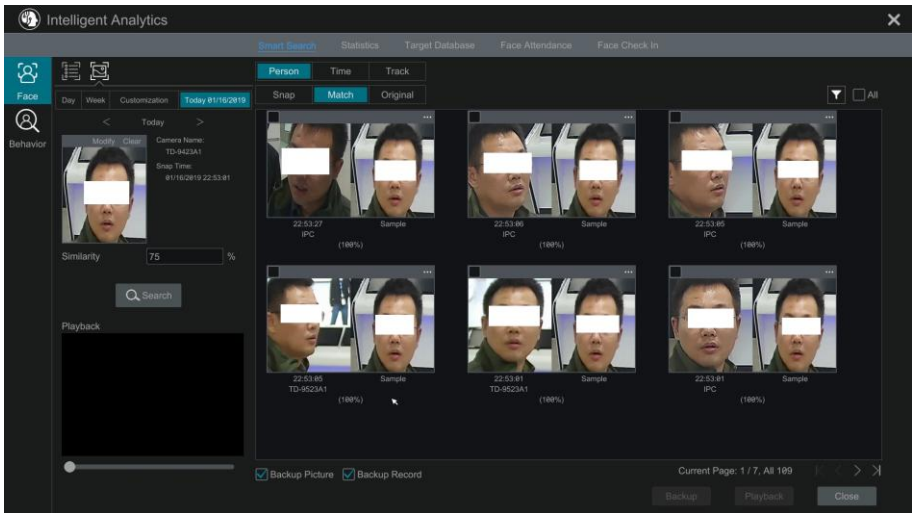 Intelligent Analytics
Smart Search Statistics Target Database Face Attendance Face Check In
Face
Behavior
Day Week Customization Today 01/16/2019
< Today >
Modify Clear
Camera Name:
TD-9423A1
Snap Time:
01/16/2019 22:53:01
Similarity 75 %
Search
Playback
Person Time Track
Snap Match Original
All
22:53:27 Sample
IPC
(100%)
22:53:06 Sample
IPC
(100%)
22:53:05 Sample
IPC
(100%)
22:53:05 Sample
TD-9523A1
(100%)
22:53:01 Sample
TD-9523A1
(100%)
22:53:01 Sample
IPC
(100%)
Backup Picture Backup Record
Current Page: 1 / 7, All 109
Backup Playback Close